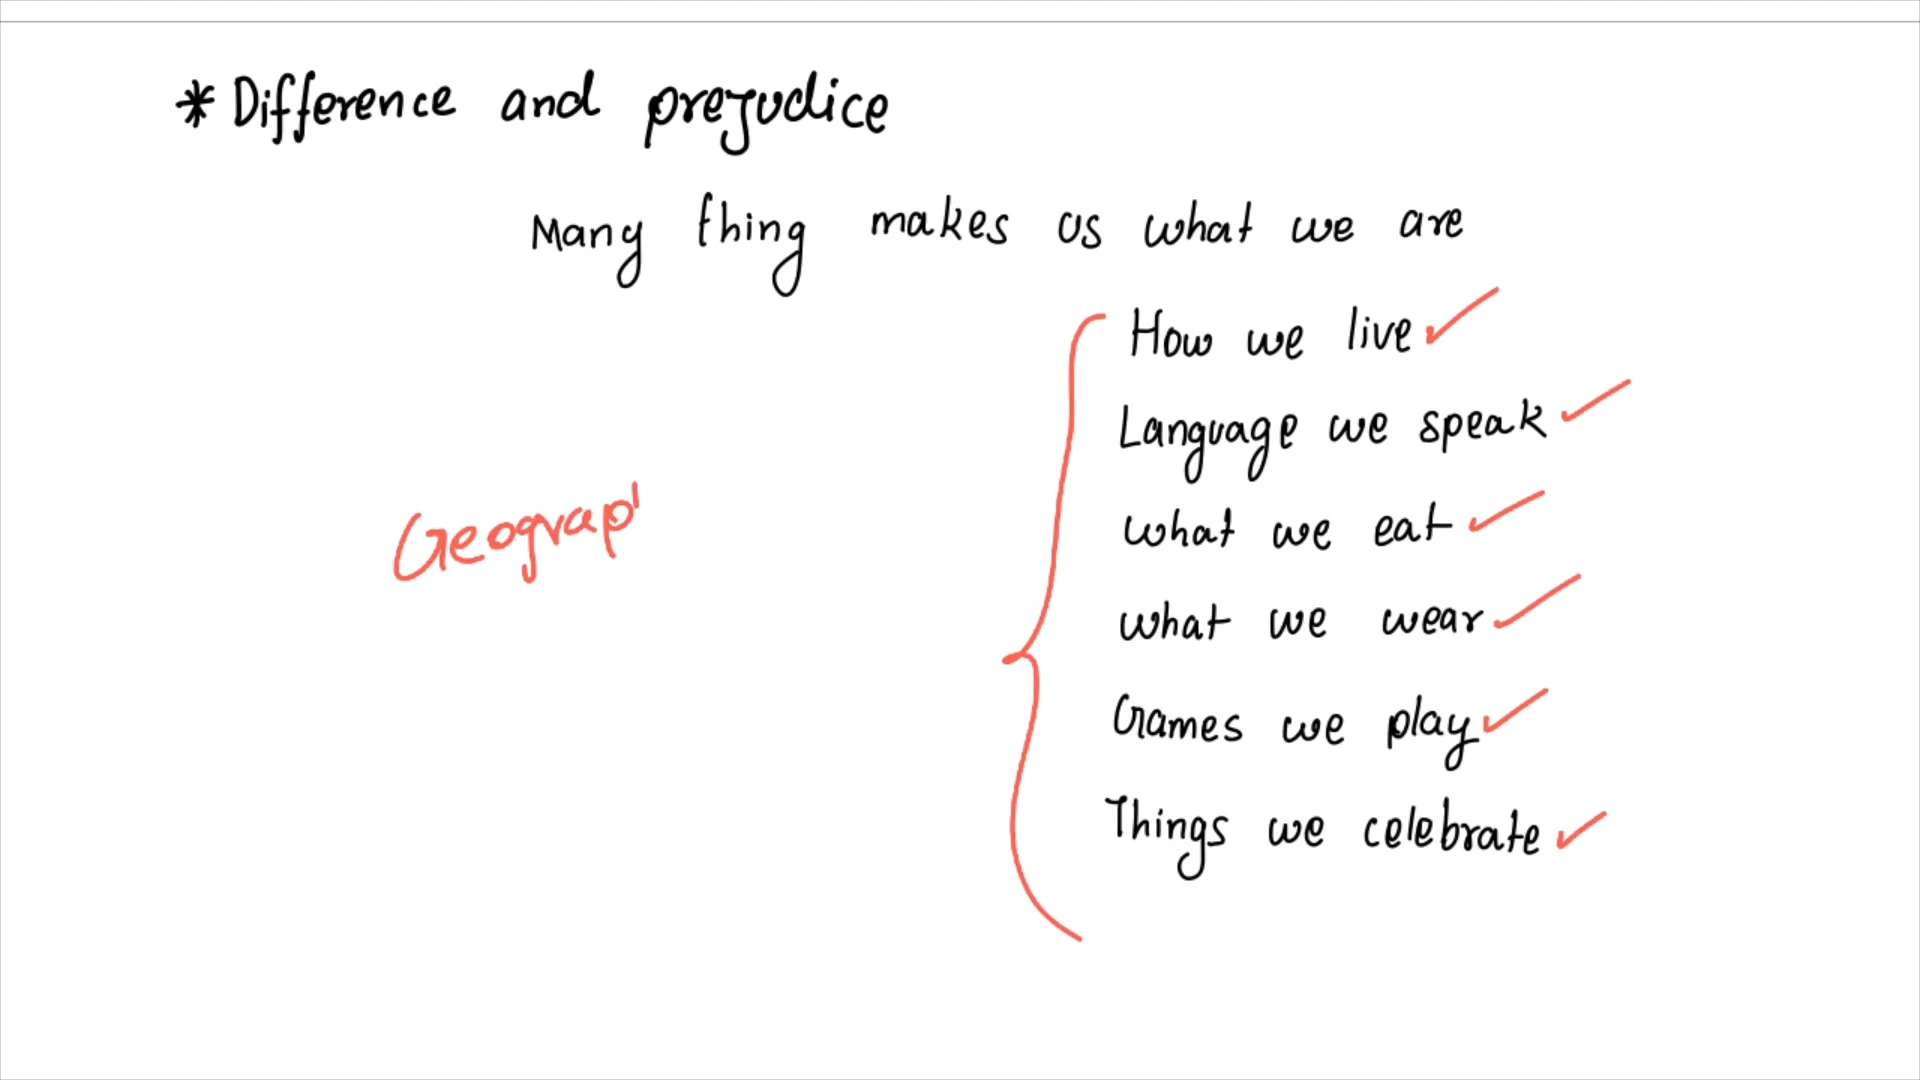 * Difference and prejudice
Many thing makes us what we are
How we live
Language we speak
What we eat
What we wear
Geograp
Games we play
Things we celebrate